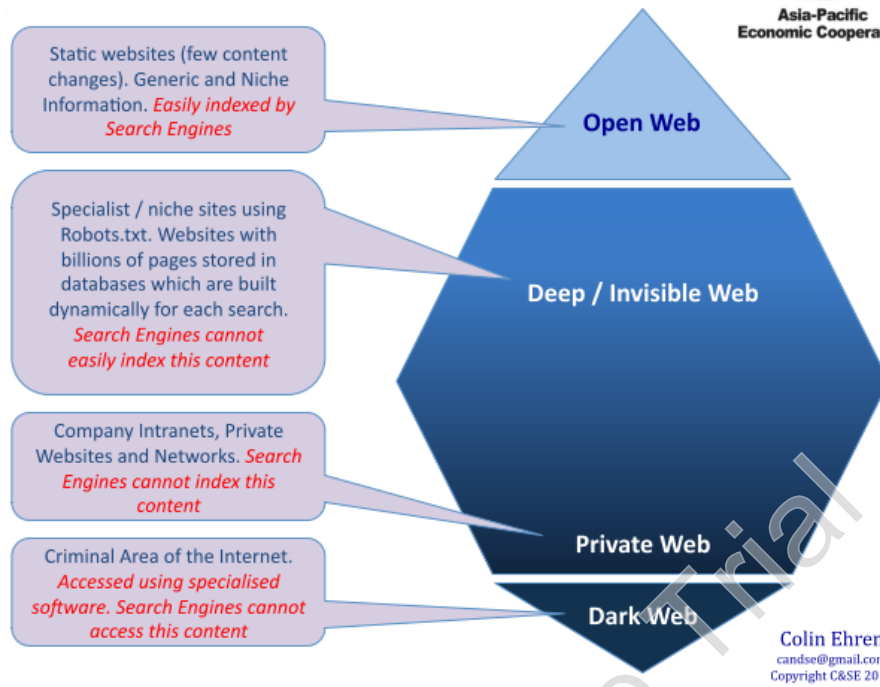 Asia-Pacific
Economic Coopera
Static websites (few content
changes). Generic and Niche
Information. Easily indexed by
Search Engines
Open Web
Specialist / niche sites using
Robots.txt. Websites with
billions of pages stored in
databases which are built
dynamically for each search.
Search Engines cannot
easily index this content
Deep / Invisible Web
Company Intranets, Private
Websites and Networks. Search
Engines cannot index this
content
Private Web
Criminal Area of the Internet.
Accessed using specialised
software. Search Engines cannot
access this content
Dark Web
Trial
Colin Ehren
candse@gmail.com
Copyright C&SE 20